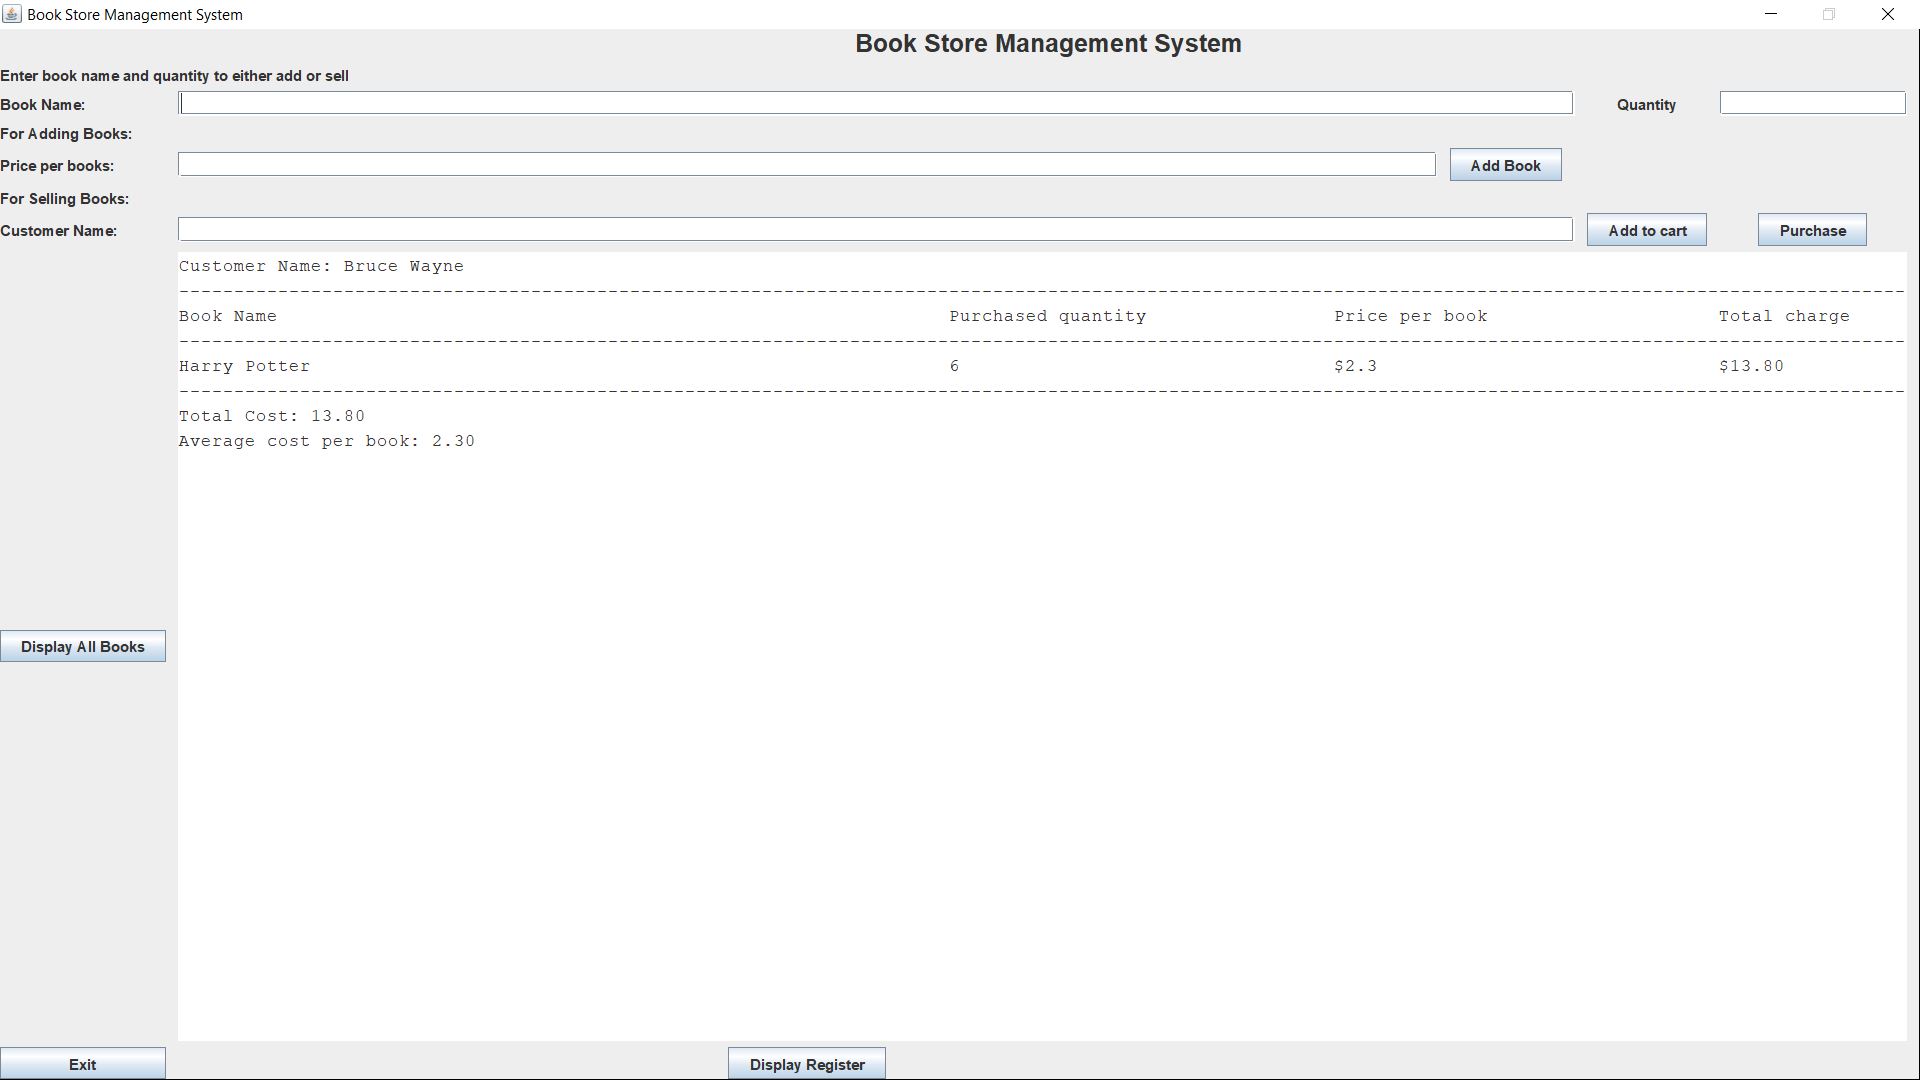 Book Store Management System
Book Store Management System
Enter book name and quantity to either add or sell
Book Name: Quantity
For Adding Books:
Price per books: Add Book
For Selling Books:
Customer Name: Add to cart Purchase
Customer Name: Bruce Wayne
Book Name Purchased quantity Price per book Total charge
Harry Potter 6 $2.3 $13.80
Total Cost: 13.80
Average cost per book: 2.30
Display All Books
Exit Display Register